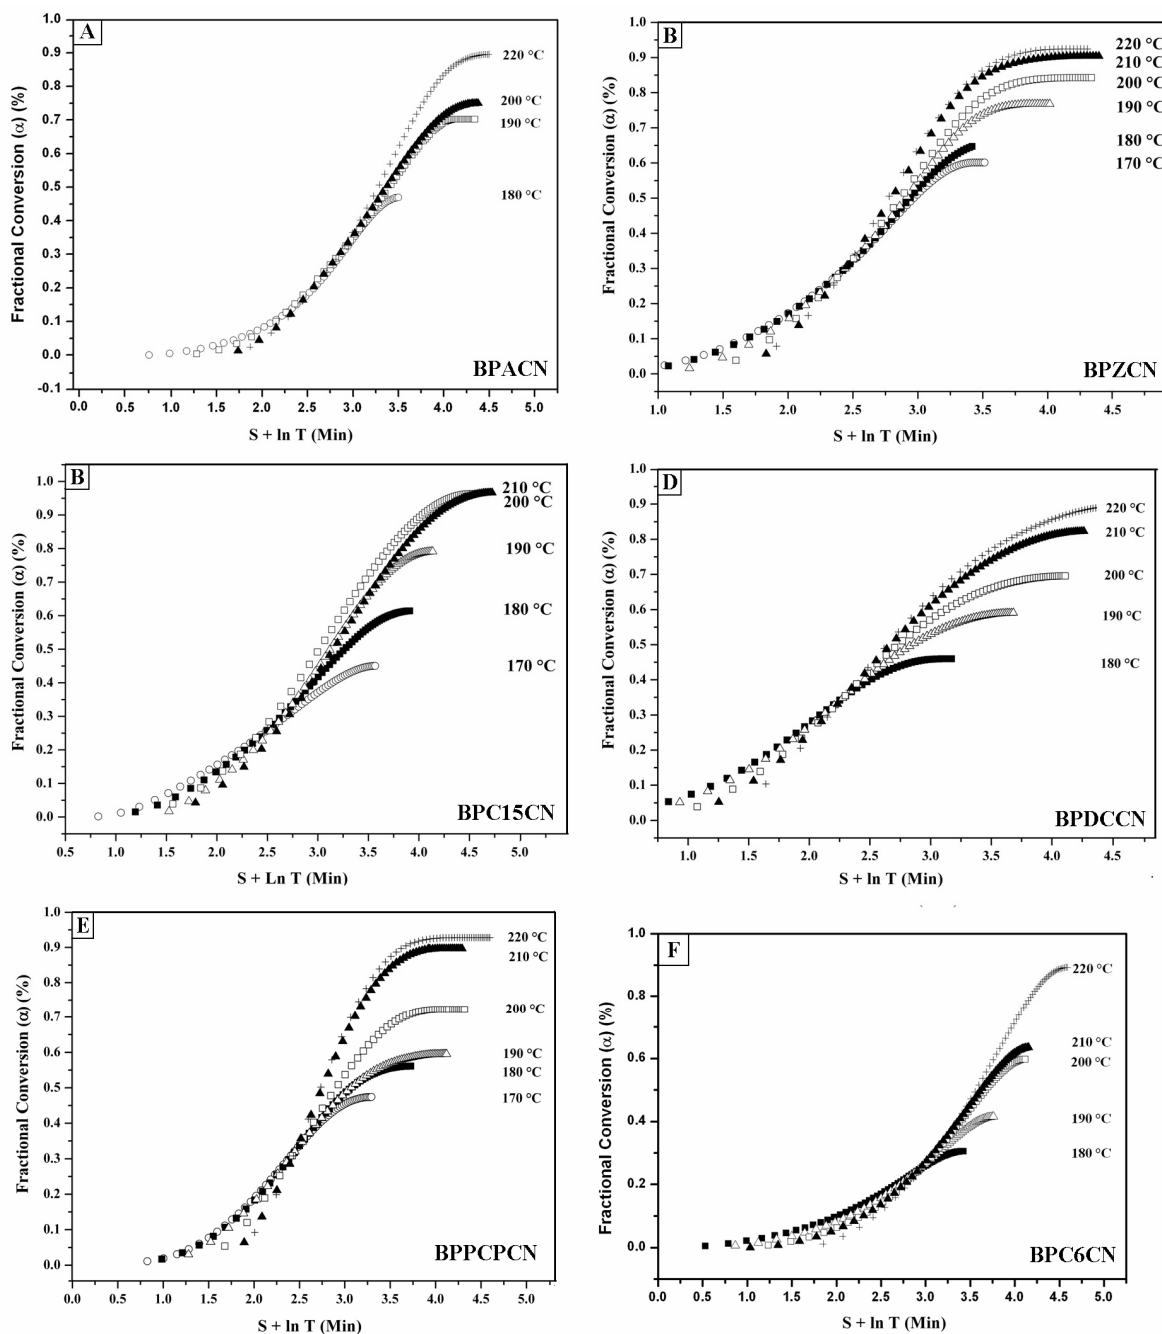 A
Fractional Conversion (α) (%)
1.0
0.9
0.8
0.7
0.6
0.5
0.4
0.3
0.2
0.1
0.0
-0.1
220 °C
200 °C
190 °C
180 °C
BPACN
0.0 0.5 1.0 1.5 2.0 2.5 3.0 3.5 4.0 4.5 5.0
S + ln T (Min)
B
Fractional Conversion (α) (%)
1.0
0.9
0.8
0.7
0.6
0.5
0.4
0.3
0.2
0.1
0.0
220 °C
210 °C
200 °C
190 °C
180 °C
170 °C
BPZCN
1.0 1.5 2.0 2.5 3.0 3.5 4.0 4.5
S + ln T (Min)
B
Fractional Conversion (α) (%)
1.0
0.9
0.8
0.7
0.6
0.5
0.4
0.3
0.2
0.1
0.0
210 °C
200 °C
190 °C
180 °C
170 °C
BPC15CN
0.5 1.0 1.5 2.0 2.5 3.0 3.5 4.0 4.5 5.0
S + Ln T (Min)
D
Fractional Conversion (α) (%)
1.0
0.9
0.8
0.7
0.6
0.5
0.4
0.3
0.2
0.1
0.0
220 °C
210 °C
200 °C
190 °C
180 °C
BPDCCN
1.0 1.5 2.0 2.5 3.0 3.5 4.0 4.5
S + ln T (Min)
E
Fractional Conversion (α) (%)
1.0
0.9
0.8
0.7
0.6
0.5
0.4
0.3
0.2
0.1
0.0
220 °C
210 °C
200 °C
190 °C
180 °C
170 °C
BPPCPCN
0.0 0.5 1.0 1.5 2.0 2.5 3.0 3.5 4.0 4.5 5.0
S + ln T (Min)
F
Fractional Conversion (α) (%)
1.0
0.8
0.6
0.4
0.2
0.0
220 °C
210 °C
200 °C
190 °C
180 °C
BPC6CN
0.0 0.5 1.0 1.5 2.0 2.5 3.0 3.5 4.0 4.5 5.0
S + ln T (Min)